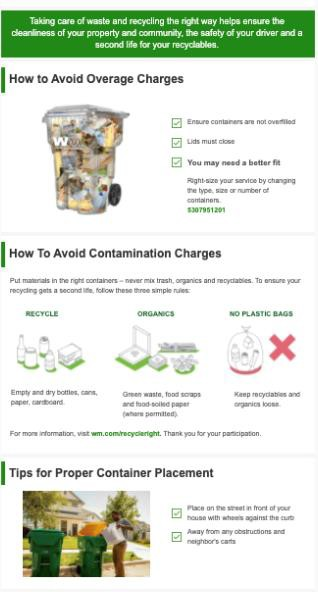 Taking care of waste and recycling the right way helps ensure the
cleanliness of your property and community, the safety of your driver and a
second life for your recyclables.
How to Avoid Overage Charges
W
Ensure containers are not overfilled
Lids must close
You may need a better fit
Right-size your service by changing
the type, size or number of
containers.
5307951201
How To Avoid Contamination Charges
Put materials in the right containers – never mix trash, organics and recyclables. To ensure your
recycling gets a second life, follow these three simple rules:
RECYCLE
ORGANICS
NO PLASTIC BAGS
Empty and dry bottles, cans,
paper, cardboard.
Green waste, food scraps
and food-soiled paper
(where permitted).
Keep recyclables and
organics loose.
For more information, visit wm.com/recycleright. Thank you for your participation.
Tips for Proper Container Placement
Place on the street in front of your
house with wheels against the curb
Away from any obstructions and
neighbor's carts